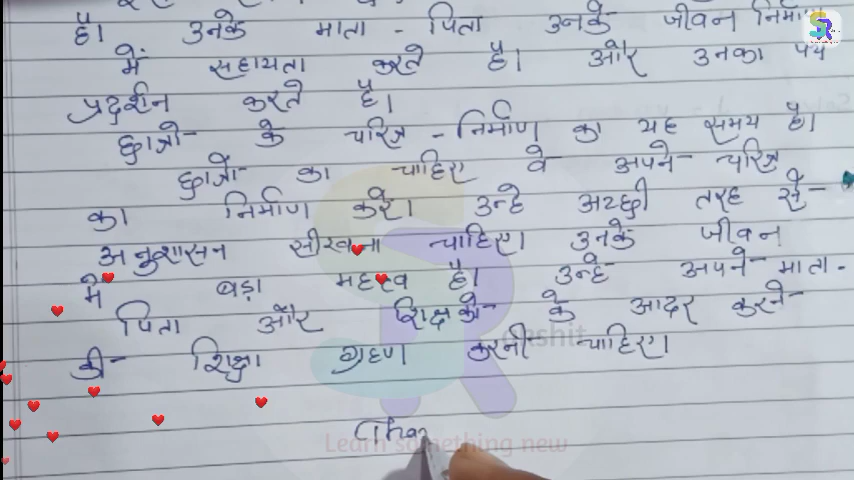 है। उनके माता - पिता उनके जीवन निर्माण
में सहायता करते है। और उनका पथ
प्रदर्शन करते है।
छात्रो के चरित्र - निर्माण का यह समय है।
छात्रो का चाहिए वे अपने चरित्र
का निर्माण करे। उन्हे अच्छी तरह से
अनुशासन सीखना चाहिए। उनके जीवन
मे बड़ा महत्व है। उन्हे अपने माता -
पिता और शिक्षको के आदर करने
की शिक्षा ग्रहण करनी चाहिए।
Than
Learn something new